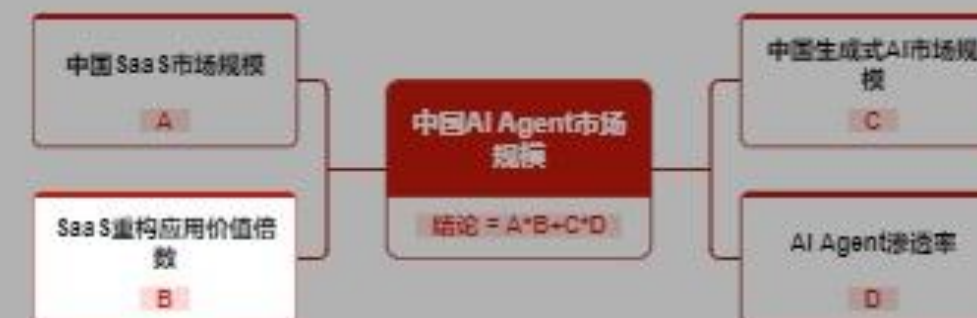 中国SaaS市场规模
A
SaaS重构应用价值倍
数
B
中国AI Agent市场
规模
结论 = A*B+C*D
中国生成式AI市场规
模
C
AI Agent渗透率
D